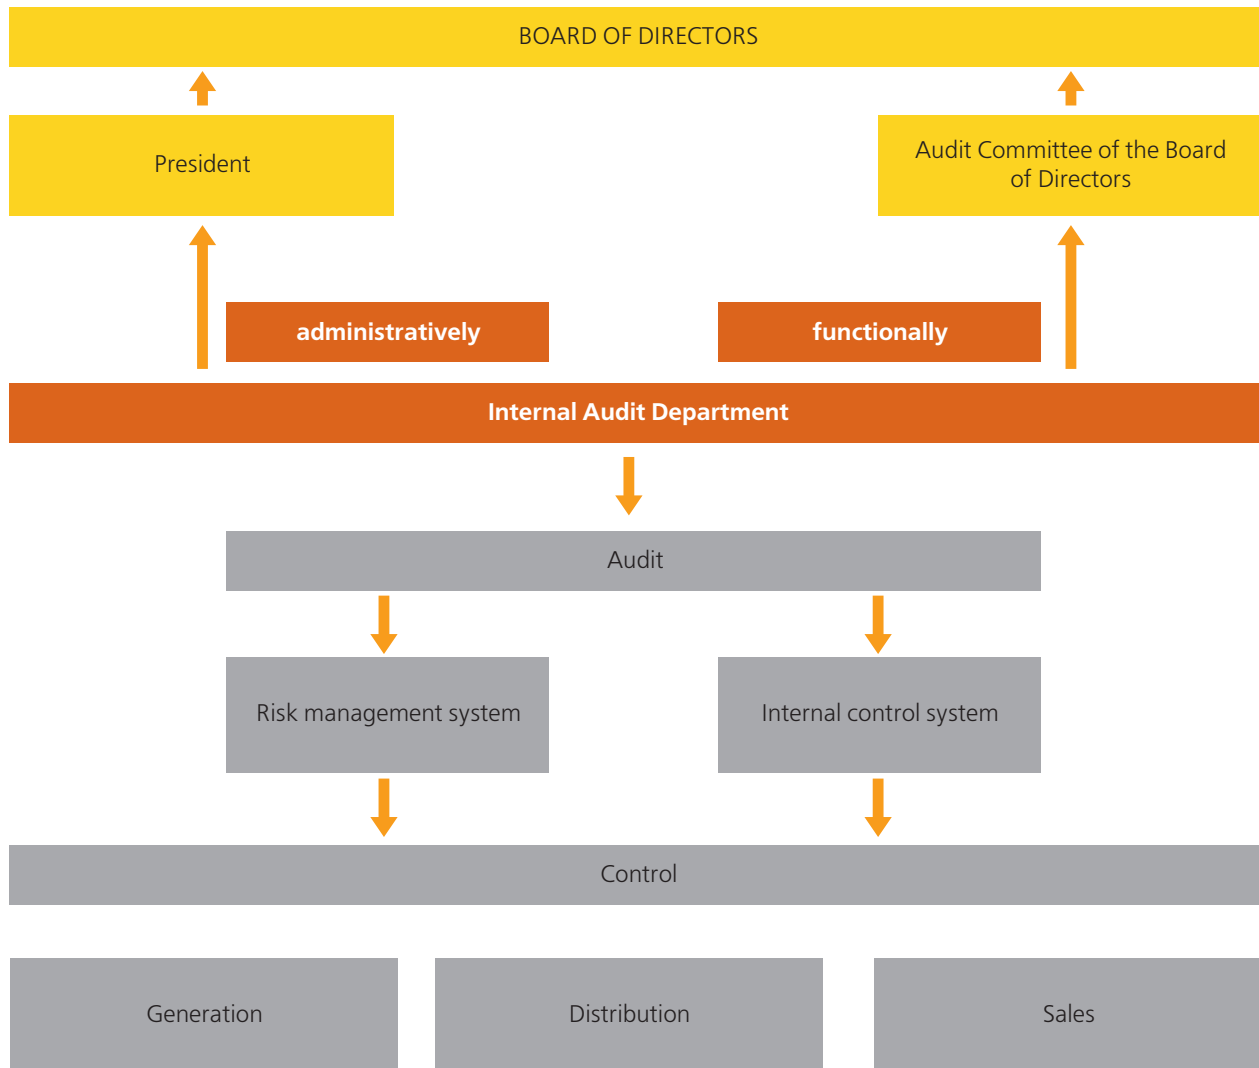 BOARD OF DIRECTORS
President
Audit Committee of the Board
of Directors
administratively
functionally
Internal Audit Department
Audit
Risk management system
Internal control system
Control
Generation
Distribution
Sales